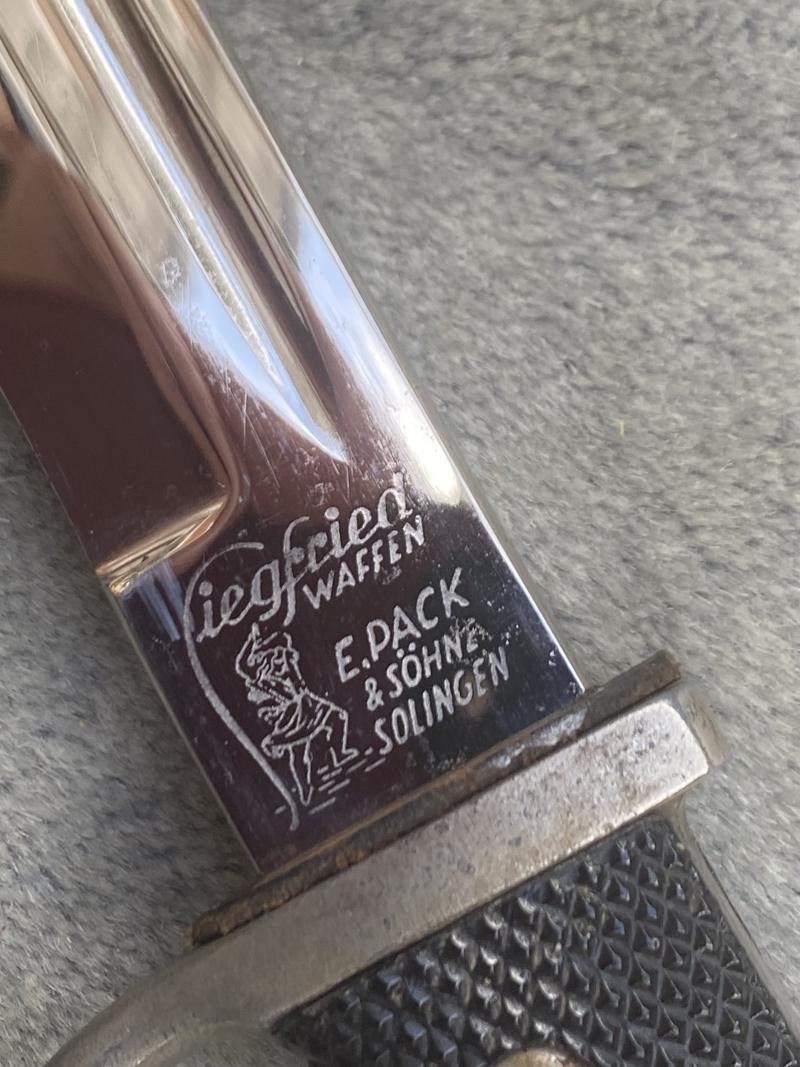 Siegfried
WAFFEN
E. PACK
& SÖHNE
SOLINGEN